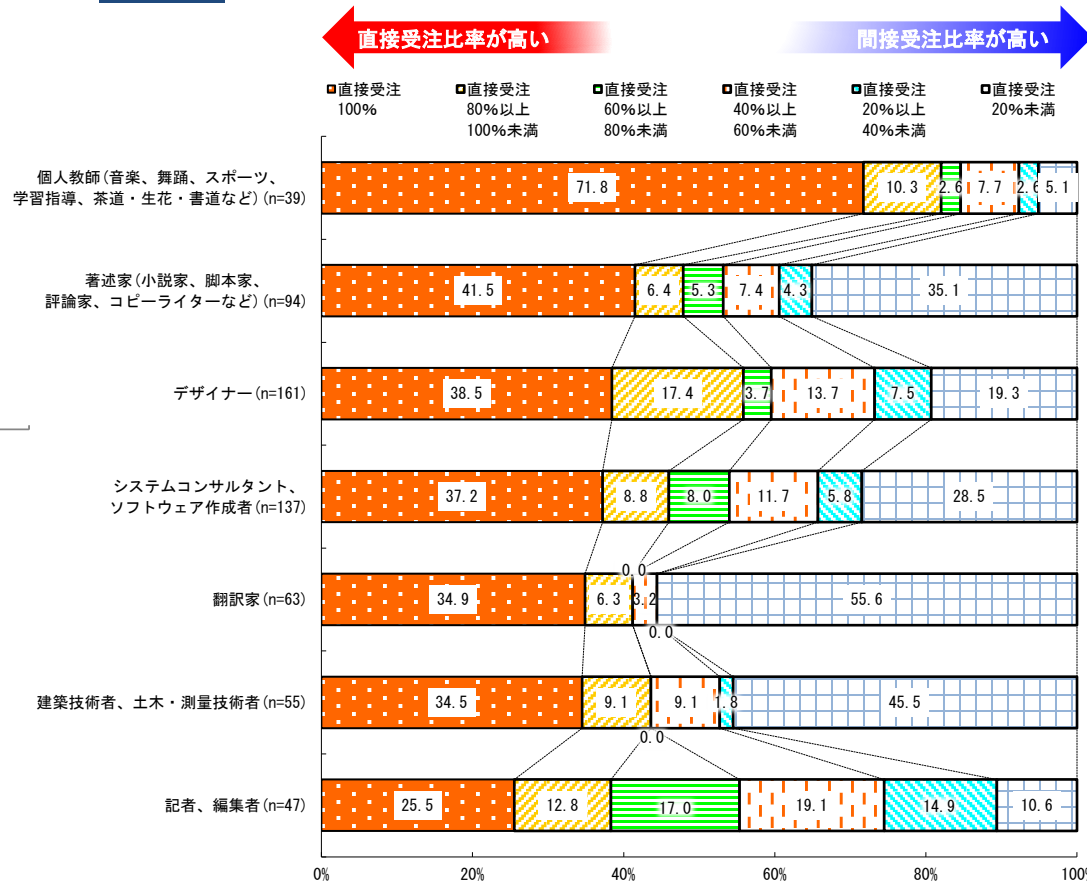 直接受注比率が高い
間接受注比率が高い
直接受注 100%
直接受注 80%以上 100%未満
直接受注 60%以上 80%未満
直接受注 40%以上 60%未満
直接受注 20%以上 40%未満
直接受注 20%未満
個人教師(音楽、舞踊、スポーツ、
学習指導、茶道・生花・書道など)(n=39)
71.8 10.3 2.6 7.7 2.6 5.1
著述家(小説家、脚本家、
評論家、コピーライターなど)(n=94)
41.5 6.4 5.3 7.4 4.3 35.1
デザイナー(n=161)
38.5 17.4 3.7 13.7 7.5 19.3
システムコンサルタント、
ソフトウェア作成者(n=137)
37.2 8.8 8.0 11.7 5.8 28.5
翻訳家(n=63)
34.9 6.3 0.0 3.2 0.0 55.6
建築技術者、土木・測量技術者(n=55)
34.5 9.1 0.0 9.1 1.8 45.5
記者、編集者(n=47)
25.5 12.8 17.0 19.1 14.9 10.6
0% 20% 40% 60% 80% 100%